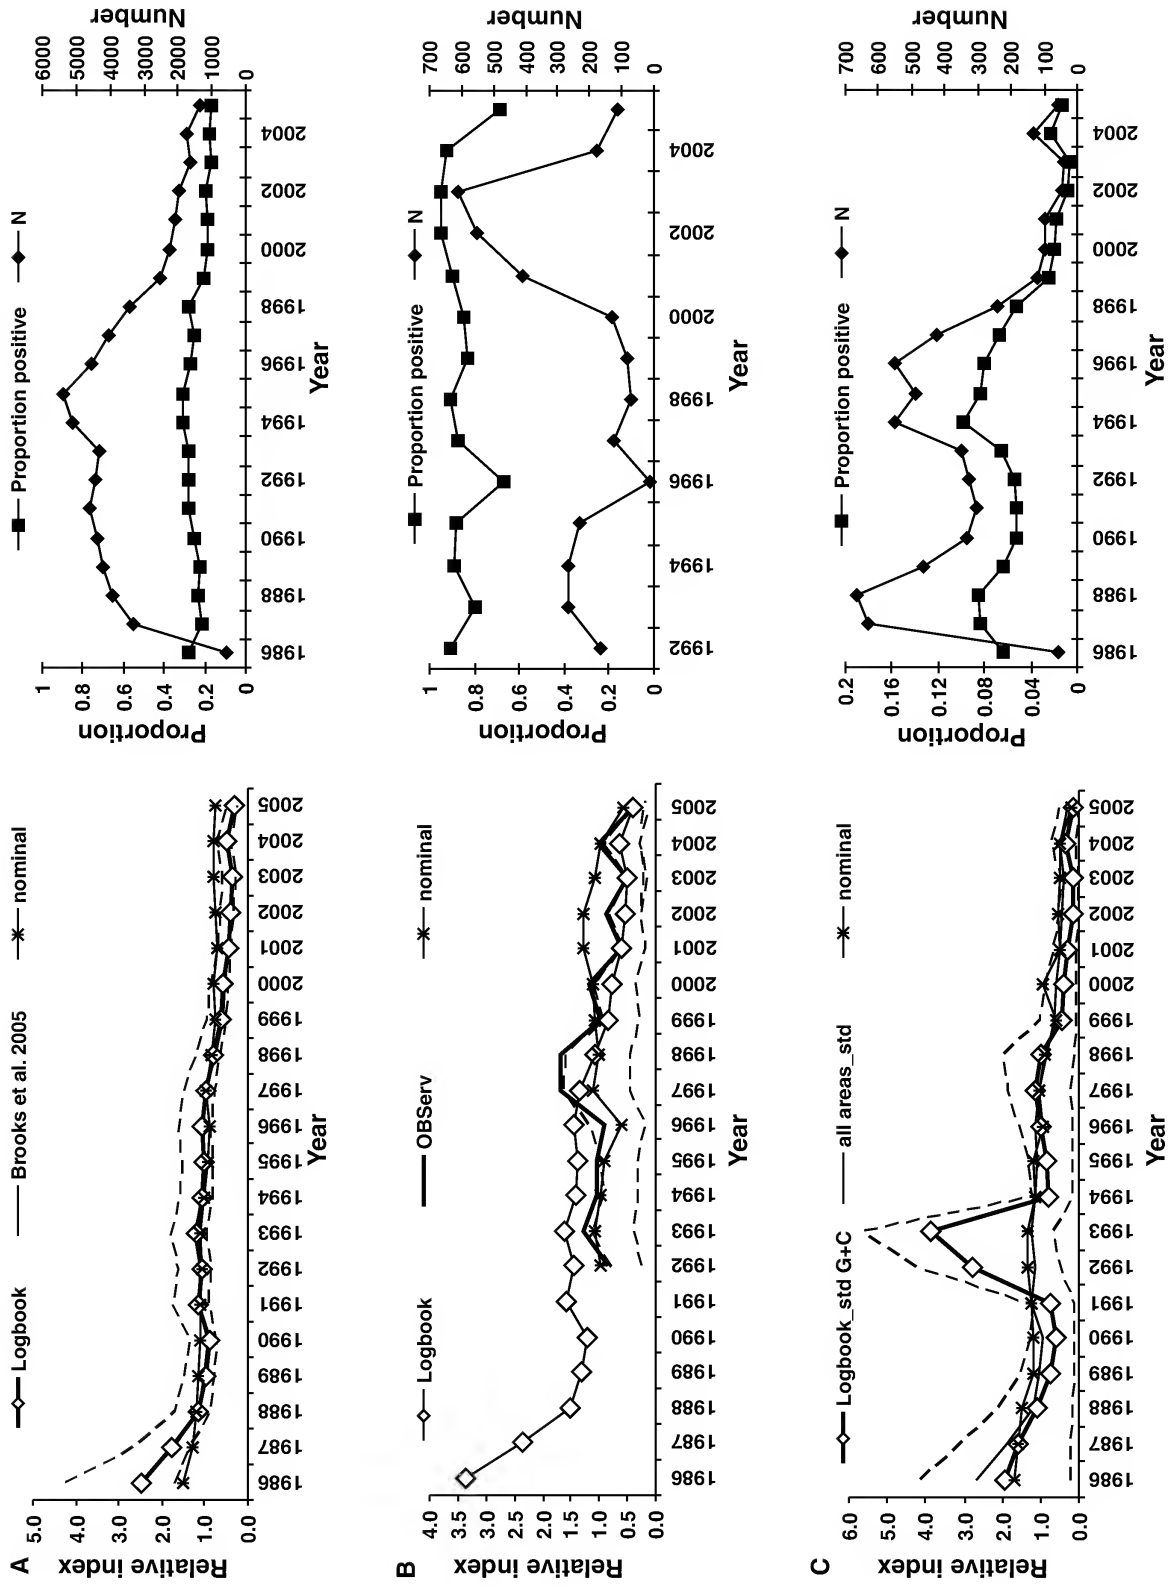 A
Logbook
Brooks et al. 2005
nominal
Relative index
5.0
4.0
3.0
2.0
1.0
0.0
1986 1987 1988 1989 1990 1991 1992 1993 1994 1995 1996 1997 1998 1999 2000 2001 2002 2003 2004 2005
Year
Proportion positive
N
Proportion
1
0.8
0.6
0.4
0.2
0
1986 1988 1990 1992 1994 1996 1998 2000 2002 2004
Year
6000
5000
4000
3000
2000
1000
0
Number
B
Logbook
OBServ
nominal
Relative index
4.0
3.5
3.0
2.5
2.0
1.5
1.0
0.5
0.0
1986 1987 1988 1989 1990 1991 1992 1993 1994 1995 1996 1997 1998 1999 2000 2001 2002 2003 2004 2005
Year
Proportion positive
N
Proportion
1
0.8
0.6
0.4
0.2
0
1992 1994 1996 1998 2000 2002 2004
Year
700
600
500
400
300
200
100
0
Number
C
Logbook_std G+C
all areas_std
nominal
Relative index
6.0
5.0
4.0
3.0
2.0
1.0
0.0
1986 1987 1988 1989 1990 1991 1992 1993 1994 1995 1996 1997 1998 1999 2000 2001 2002 2003 2004 2005
Year
Proportion positive
N
Proportion
0.2
0.16
0.12
0.08
0.04
0
1986 1988 1990 1992 1994 1996 1998 2000 2002 2004
Year
700
600
500
400
300
200
100
0
Number